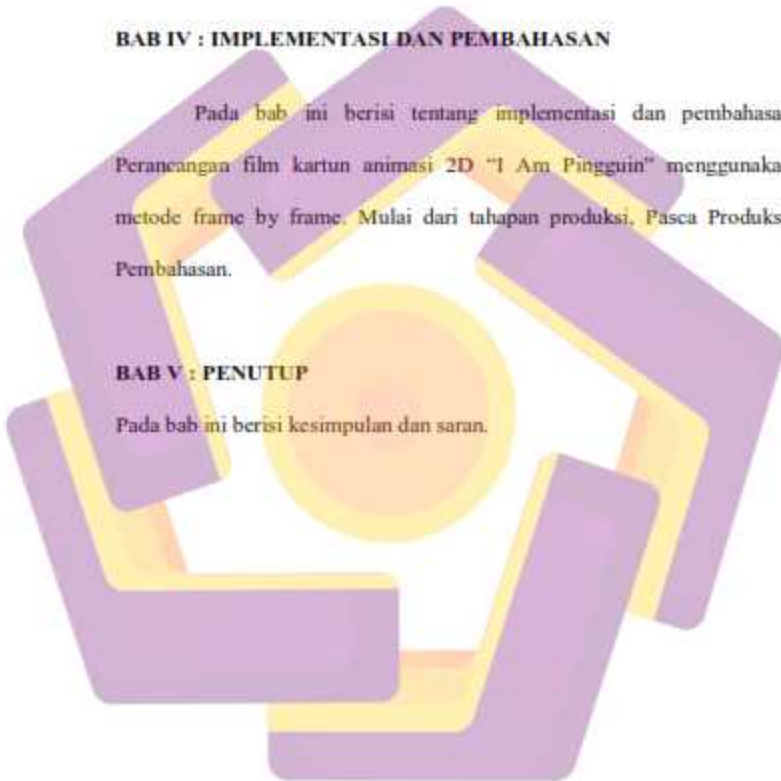 BAB IV : IMPLEMENTASI DAN PEMBAHASAN
Pada bab ini berisi tentang implementasi dan pembahasa
Perancangan film kartun animasi 2D “I Am Pingguin” menggunaka
metode frame by frame. Mulai dari tahapan produksi, Pasca Produks
Pembahasan.
BAB V : PENUTUP
Pada bab ini berisi kesimpulan dan saran.